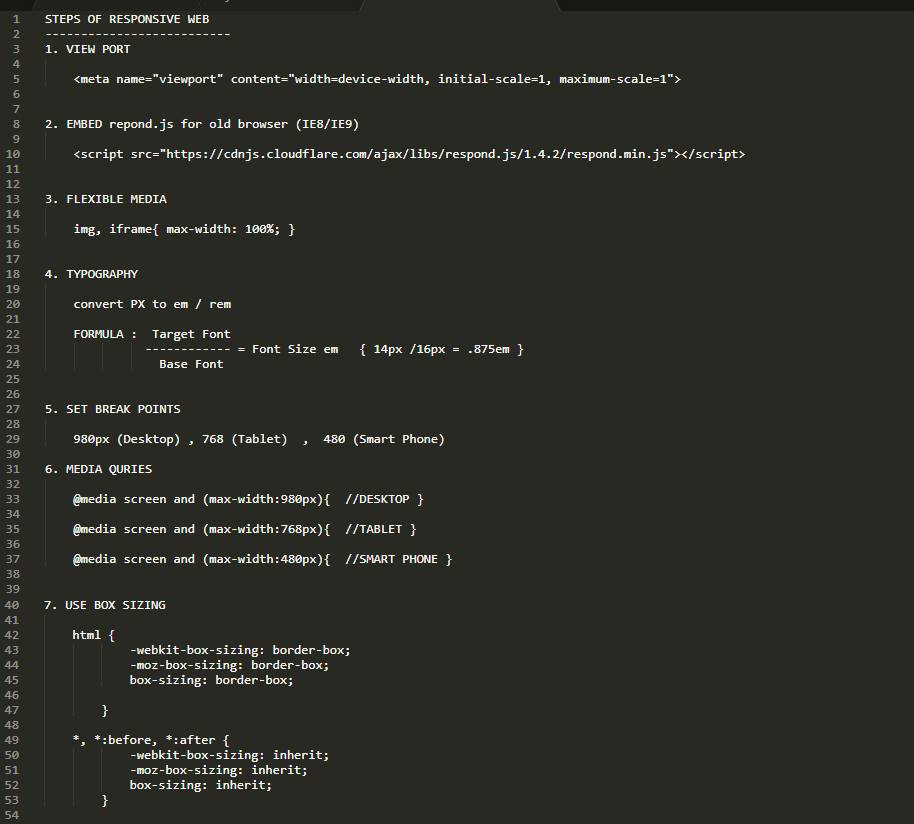 1 STEPS OF RESPONSIVE WEB
2 --------------------------
3 1. VIEW PORT
4
5 <meta name="viewport" content="width=device-width, initial-scale=1, maximum-scale=1">
6
7
8 2. EMBED repond.js for old browser (IE8/IE9)
9
10 <script src="https://cdnjs.cloudflare.com/ajax/libs/respond.js/1.4.2/respond.min.js"></script>
11
12
13 3. FLEXIBLE MEDIA
14
15 img, iframe{ max-width: 100%; }
16
17
18 4. TYPOGRAPHY
19
20 convert PX to em / rem
21
22 FORMULA :  Target Font
23 ------------ = Font Size em   { 14px /16px = .875em }
24 Base Font
25
26
27 5. SET BREAK POINTS
28
29 980px (Desktop) , 768 (Tablet)  ,  480 (Smart Phone)
30
31 6. MEDIA QURIES
32
33 @media screen and (max-width:980px){  //DESKTOP }
34
35 @media screen and (max-width:768px){  //TABLET }
36
37 @media screen and (max-width:480px){  //SMART PHONE }
38
39
40 7. USE BOX SIZING
41
42 html {
43 -webkit-box-sizing: border-box;
44 -moz-box-sizing: border-box;
45 box-sizing: border-box;
46
47 }
48
49 *, *:before, *:after {
50 -webkit-box-sizing: inherit;
51 -moz-box-sizing: inherit;
52 box-sizing: inherit;
53 }
54